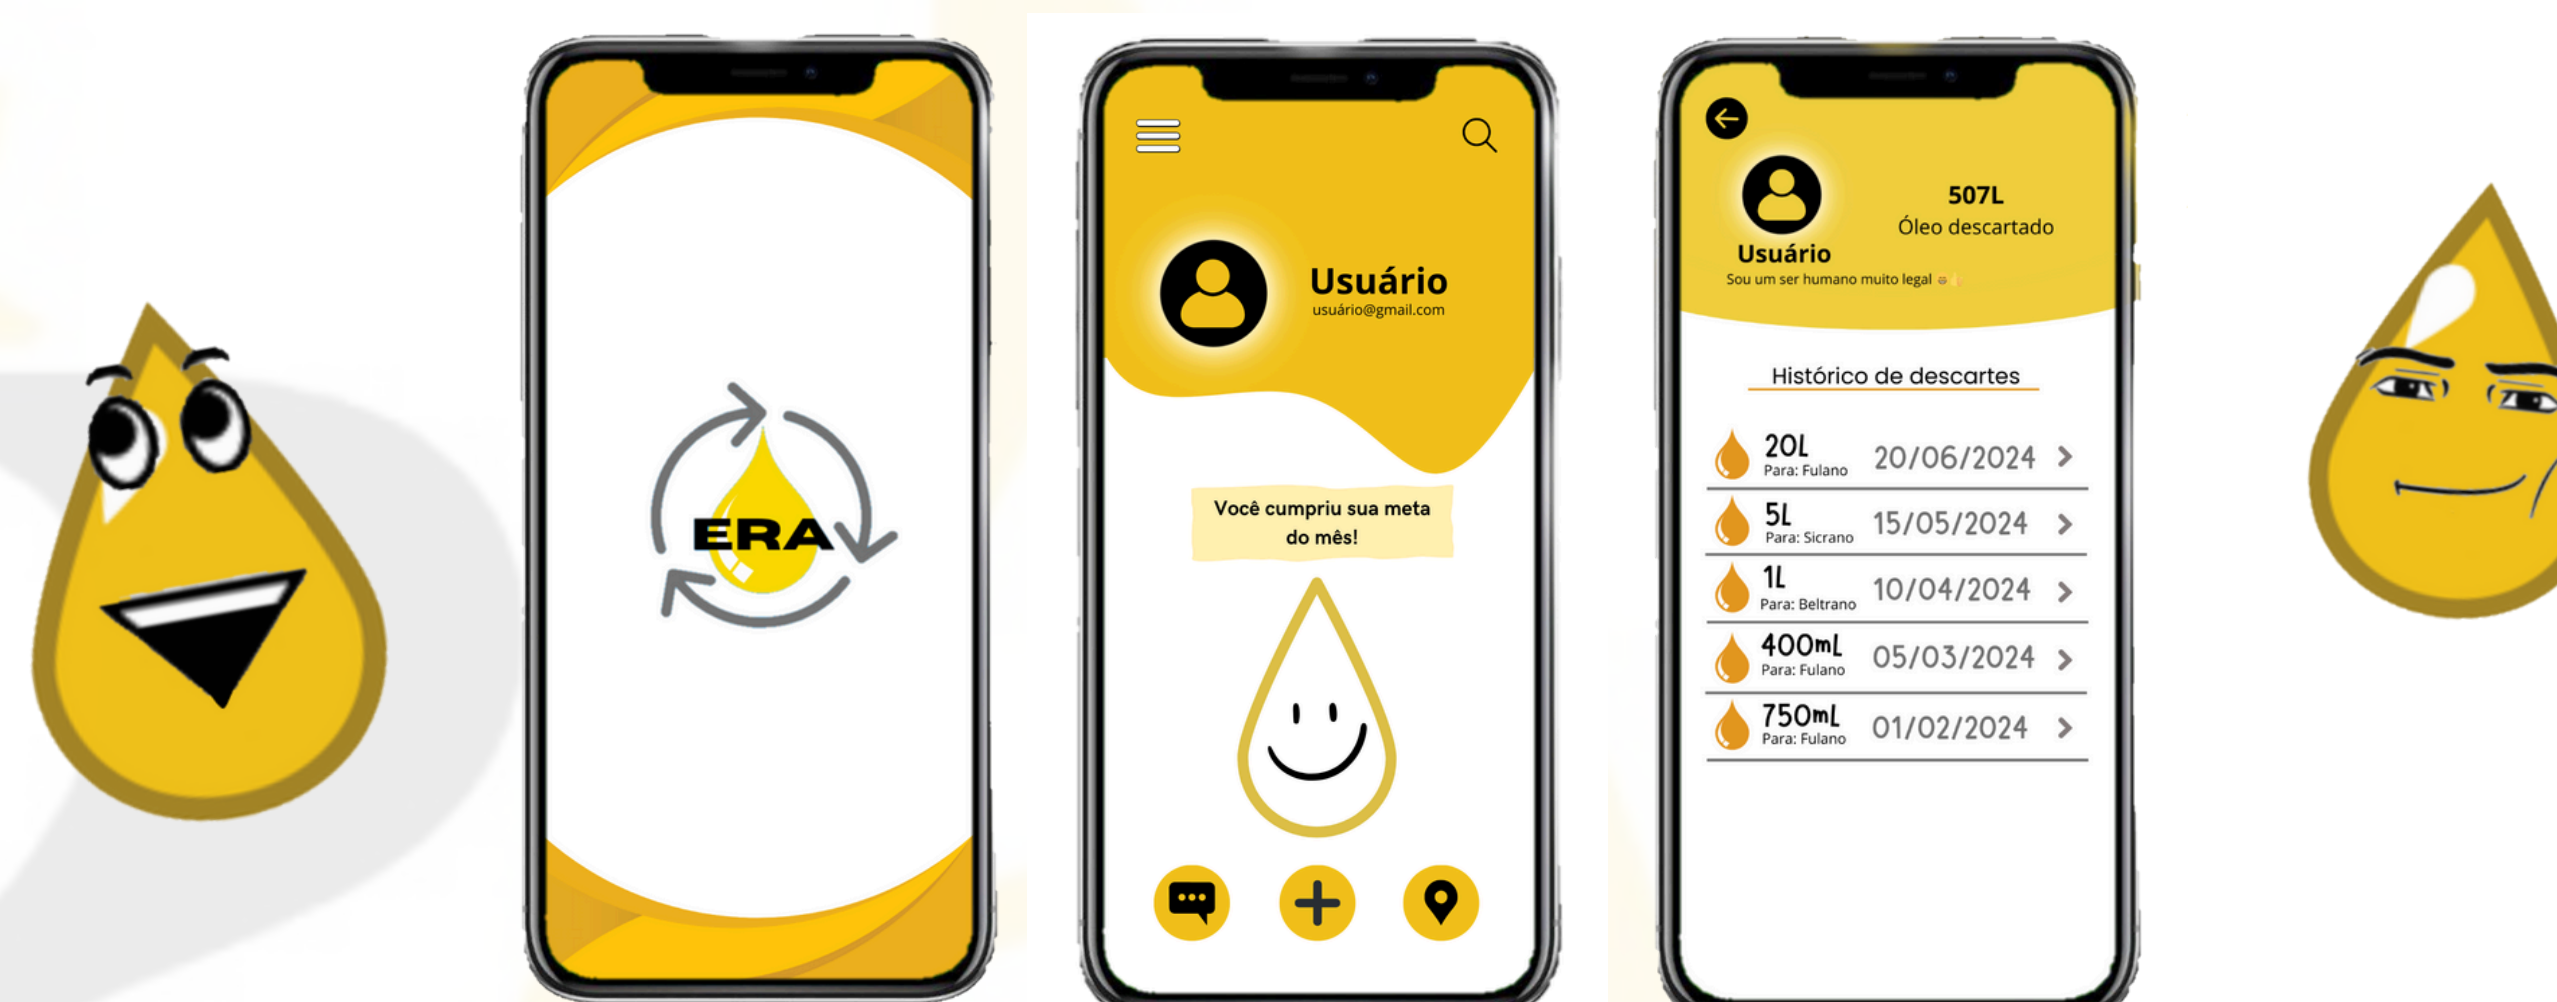 ERA
Usuário
usuário@gmail.com
Você cumpriu sua meta
do mês!
507L
Óleo descartado
Usuário
Sou um ser humano muito legal
Histórico de descartes
20L
Para: Fulano
20/06/2024
5L
Para: Sicrano
15/05/2024
1L
Para: Beltrano
10/04/2024
400mL
Para: Fulano
05/03/2024
750mL
Para: Fulano
01/02/2024